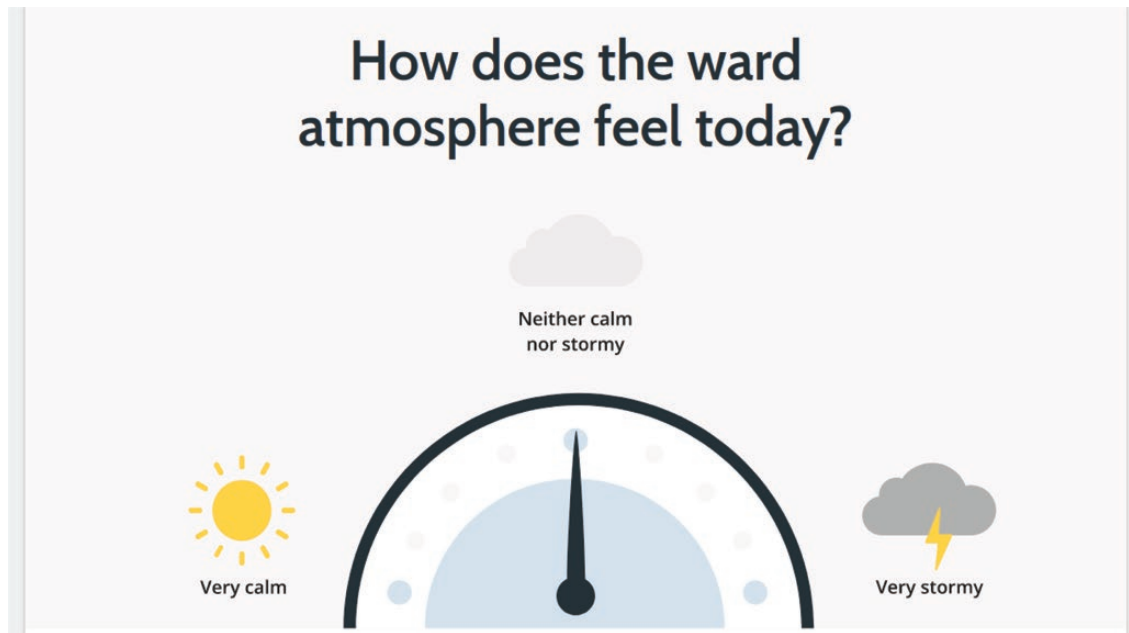 How does the ward
atmosphere feel today?
Neither calm
nor stormy
Very calm
Very stormy